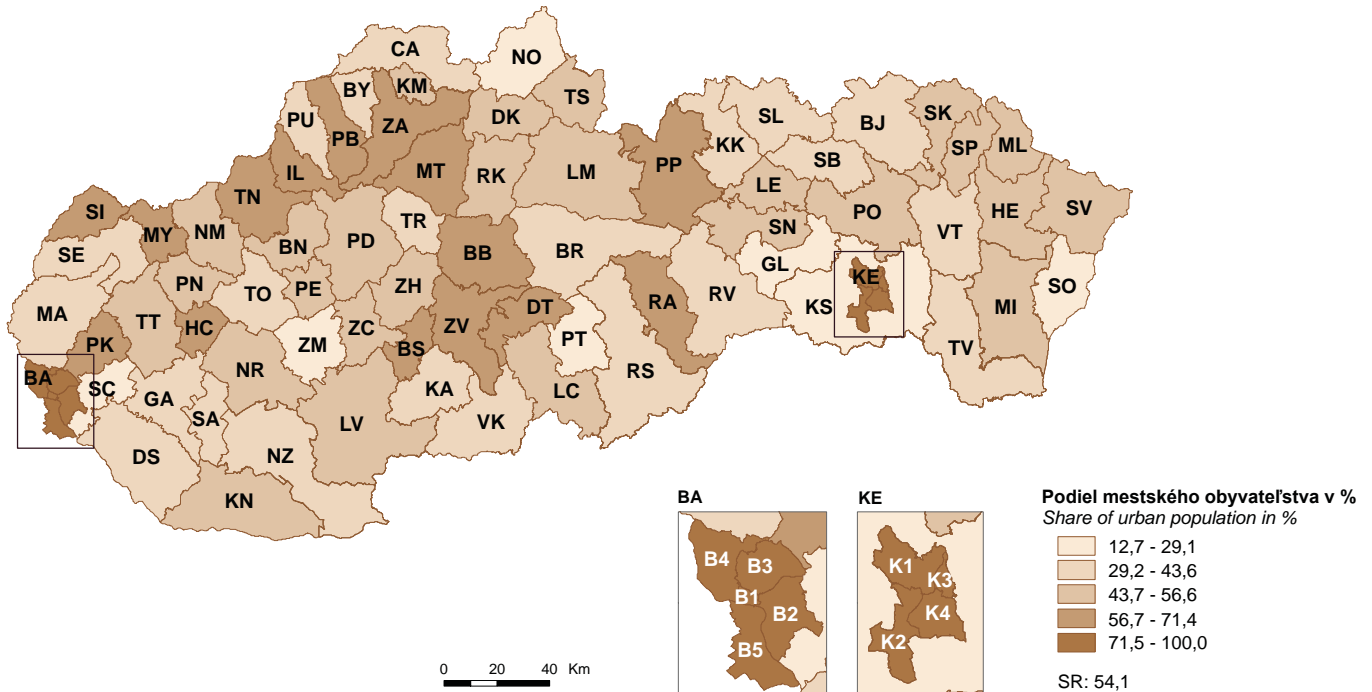 CA
NO
BY
KM
TS
PU
PB
ZA
DK
SL
BJ
SK
KK
SB
SP
ML
IL
MT
RK
LM
PP
LE
TN
SI
MY
NM
TR
PO
HE
SV
SN
BN
PD
VT
SE
BB
BR
GL
KE
PN
TO
PE
ZH
RA
RV
KS
SO
MA
TT
HC
ZC
DT
MI
PK
ZM
BS
ZV
PT
TV
BA
SC
NR
KA
LC
RS
GA
SA
LV
VK
DS
NZ
KN
BA
B4
B3
B1
B2
B5
KE
K1
K3
K4
K2
Podiel mestského obyvateľstva v %
Share of urban population in %
12,7 - 29,1
29,2 - 43,6
43,7 - 56,6
56,7 - 71,4
71,5 - 100,0
SR: 54,1
0 20 40 Km